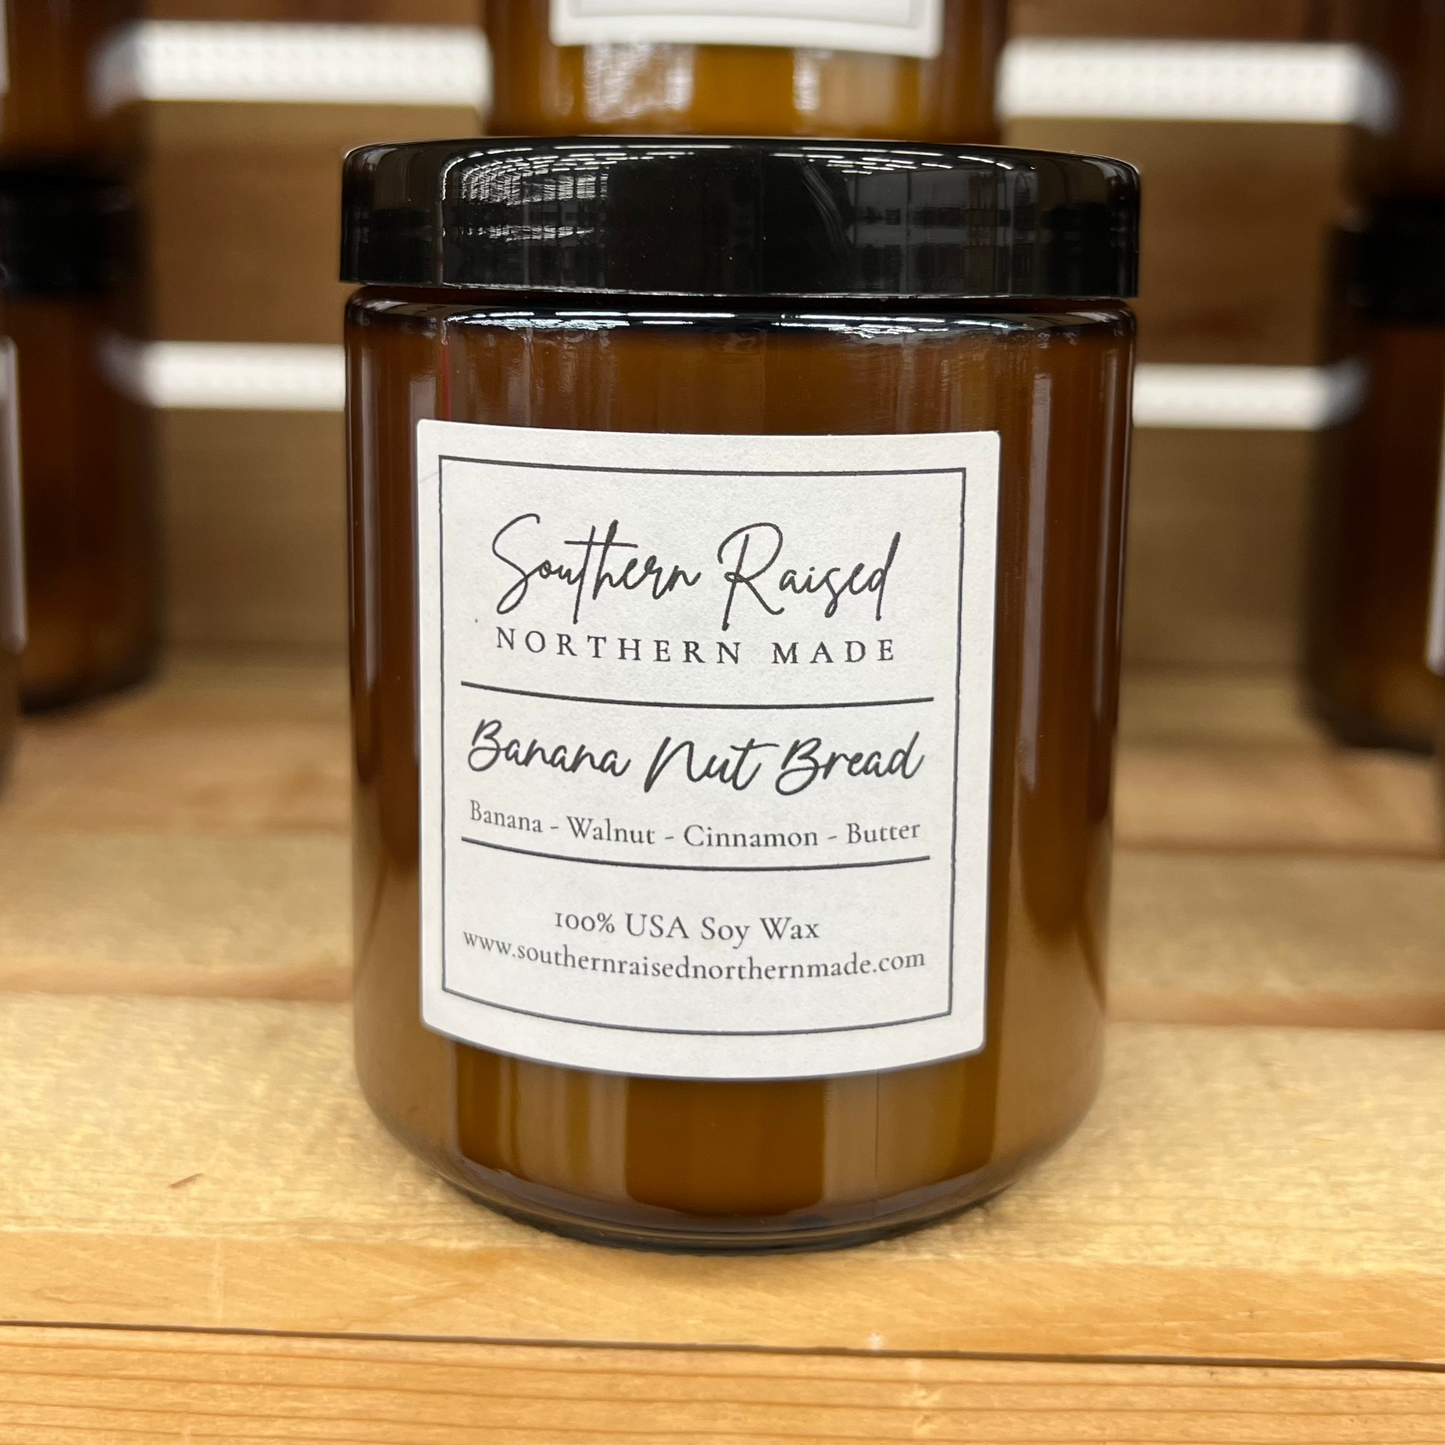 Southern Raised
NORTHERN MADE
Banana Nut Bread
Banana - Walnut - Cinnamon - Butter
100% USA Soy Wax
www.southernraisednorthernmade.com